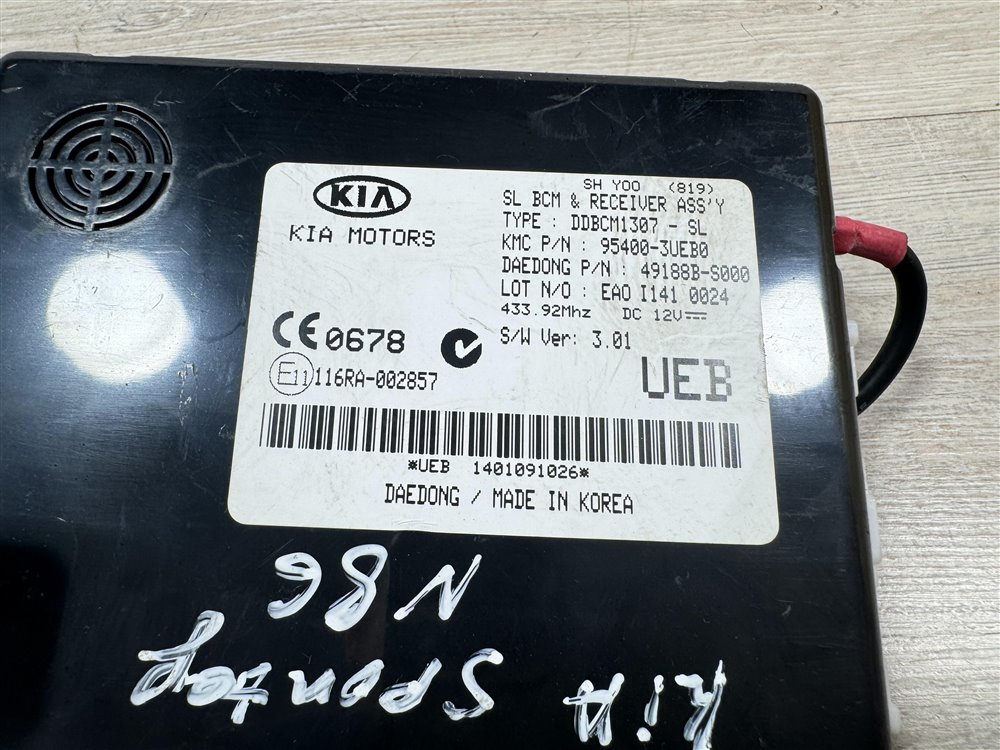 KIA
KIA MOTORS
SH YOO (819)
SL BCM & RECEIVER ASS'Y
TYPE : DDBCM1307 - SL
KMC P/N : 95400-3UEB0
DAEDONG P/N : 49188B-S000
LOT N/O : EAO I141 0024
433.92Mhz DC 12V
S/W Ver: 3.01
CE 0678
E11 116RA-002857
UEB
*UEB 1401091026*
DAEDONG / MADE IN KOREA
KiA Sportage
N86